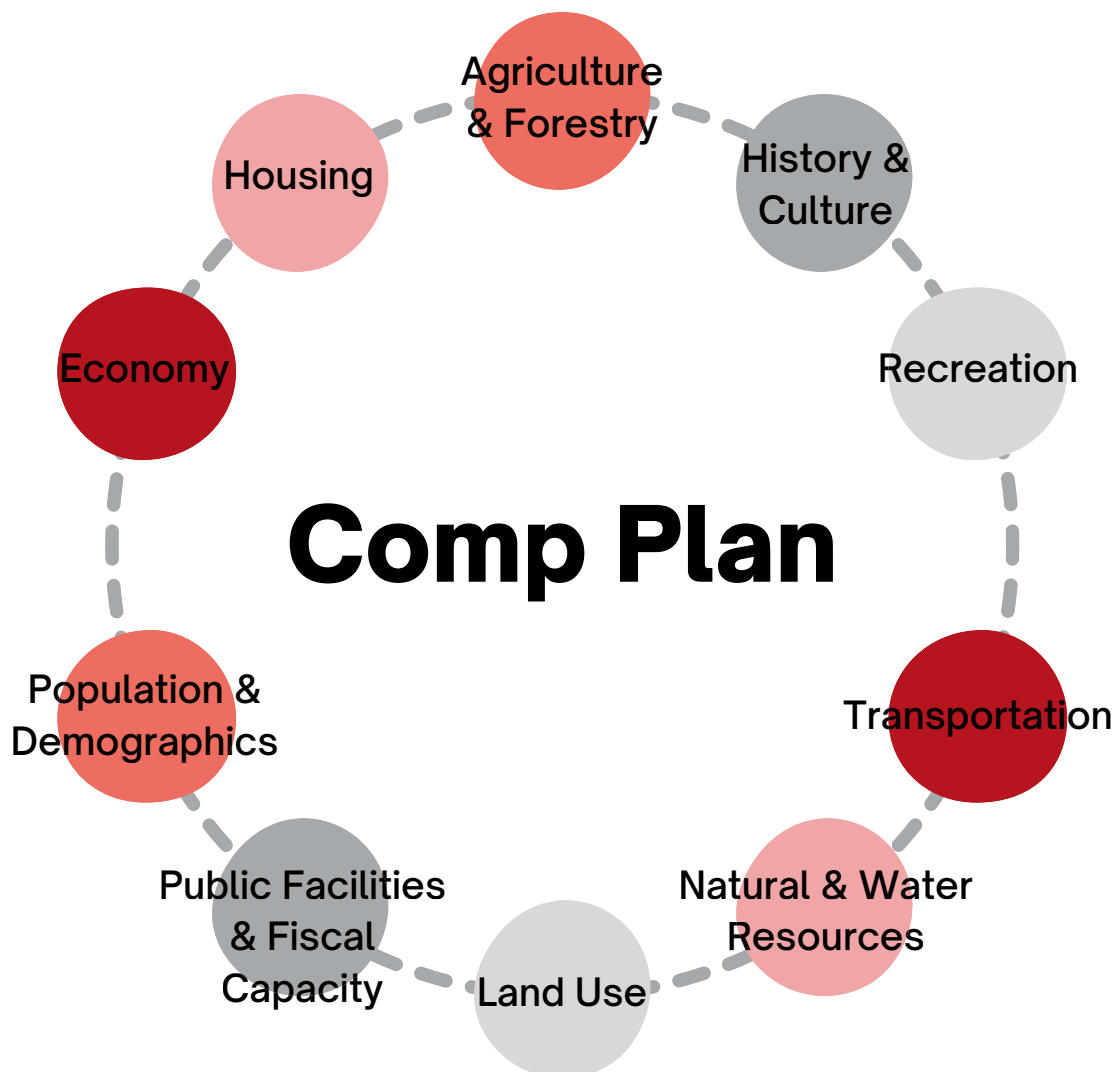 Agriculture
& Forestry
History &
Culture
Recreation
Transportation
Natural & Water
Resources
Land Use
Public Facilities
& Fiscal
Capacity
Population &
Demographics
Economy
Housing
Comp Plan